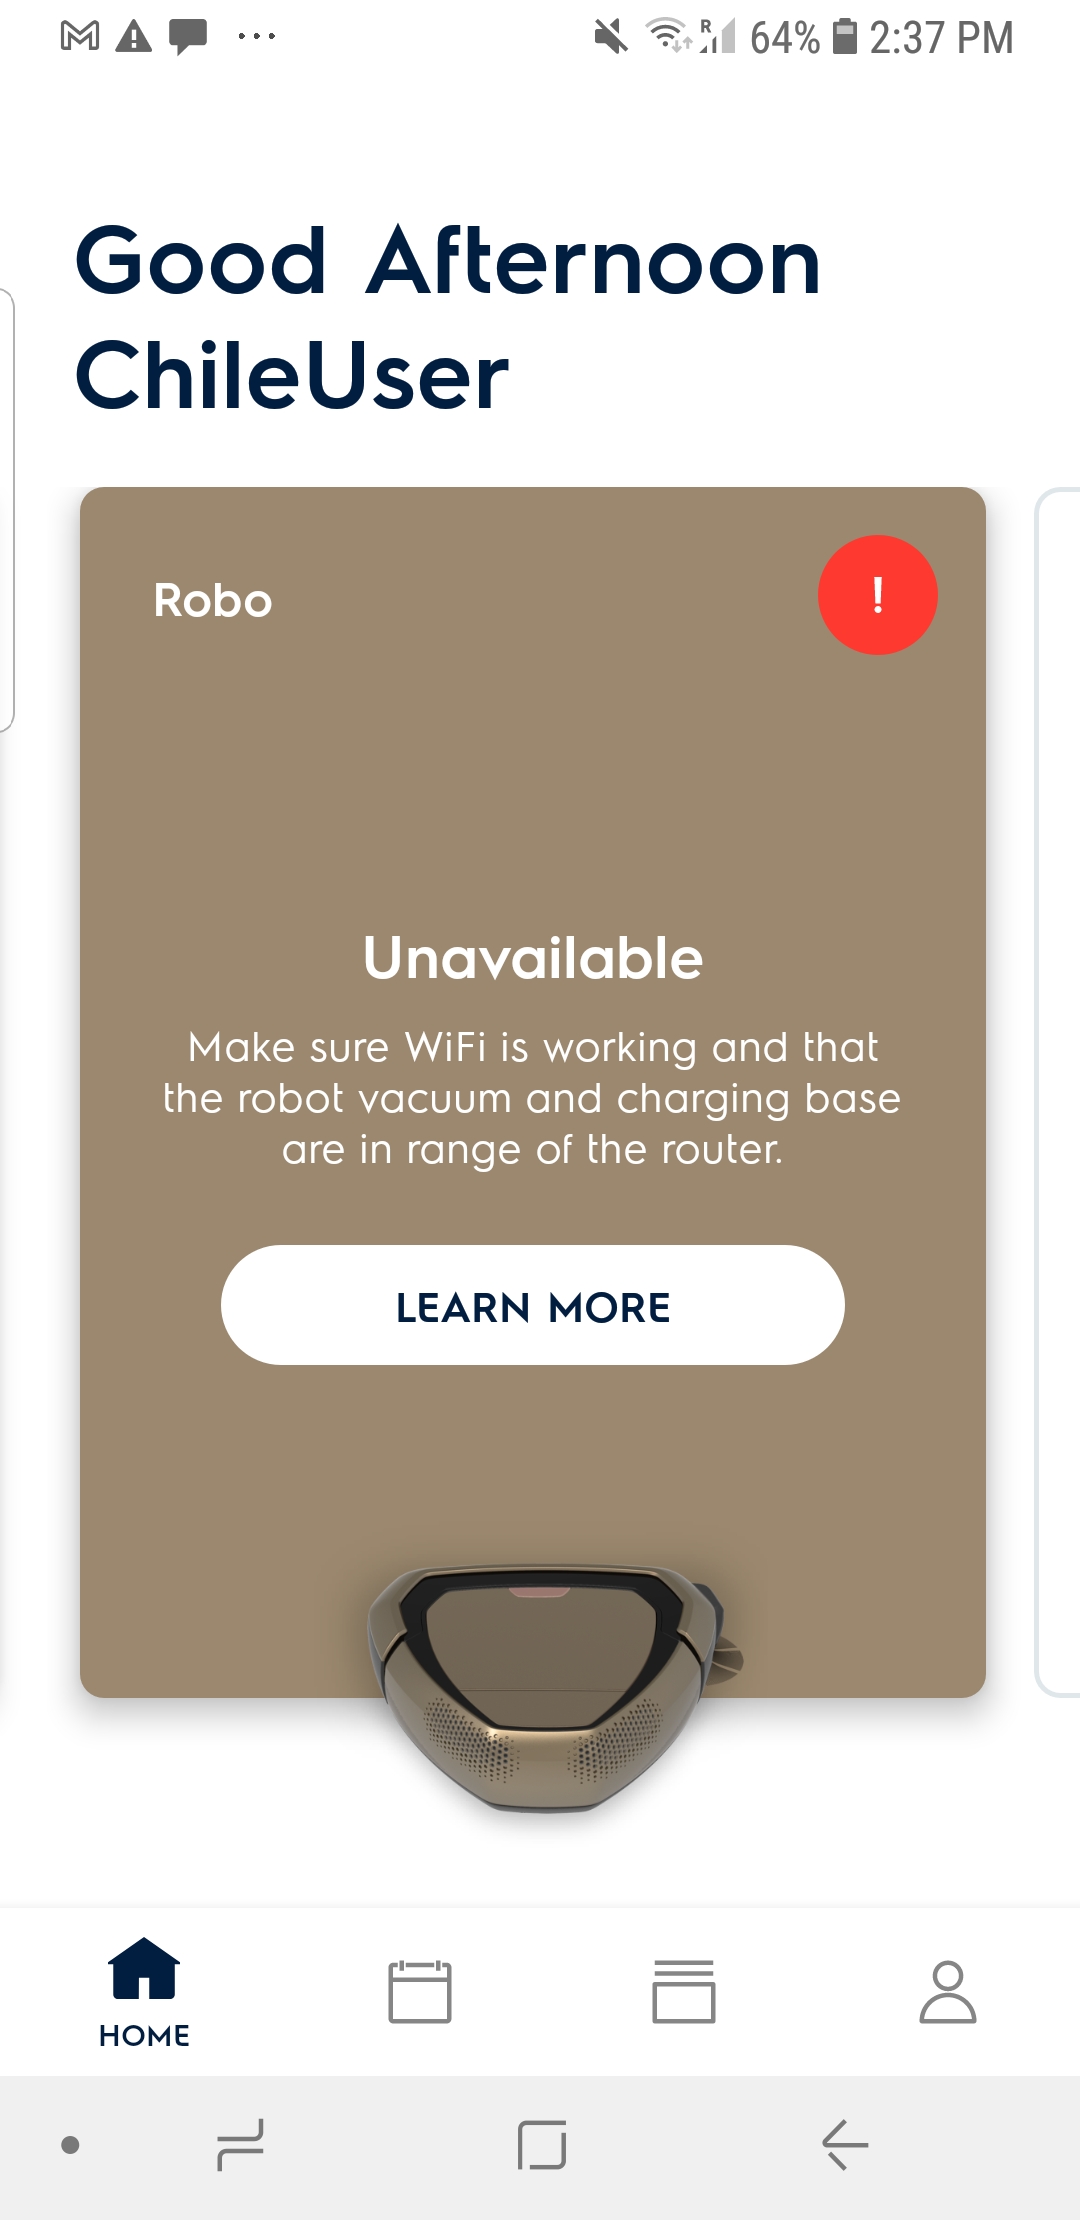 R 64% 2:37 PM
Good Afternoon
ChileUser
Robo
!
Unavailable
Make sure WiFi is working and that
the robot vacuum and charging base
are in range of the router.
LEARN MORE
HOME